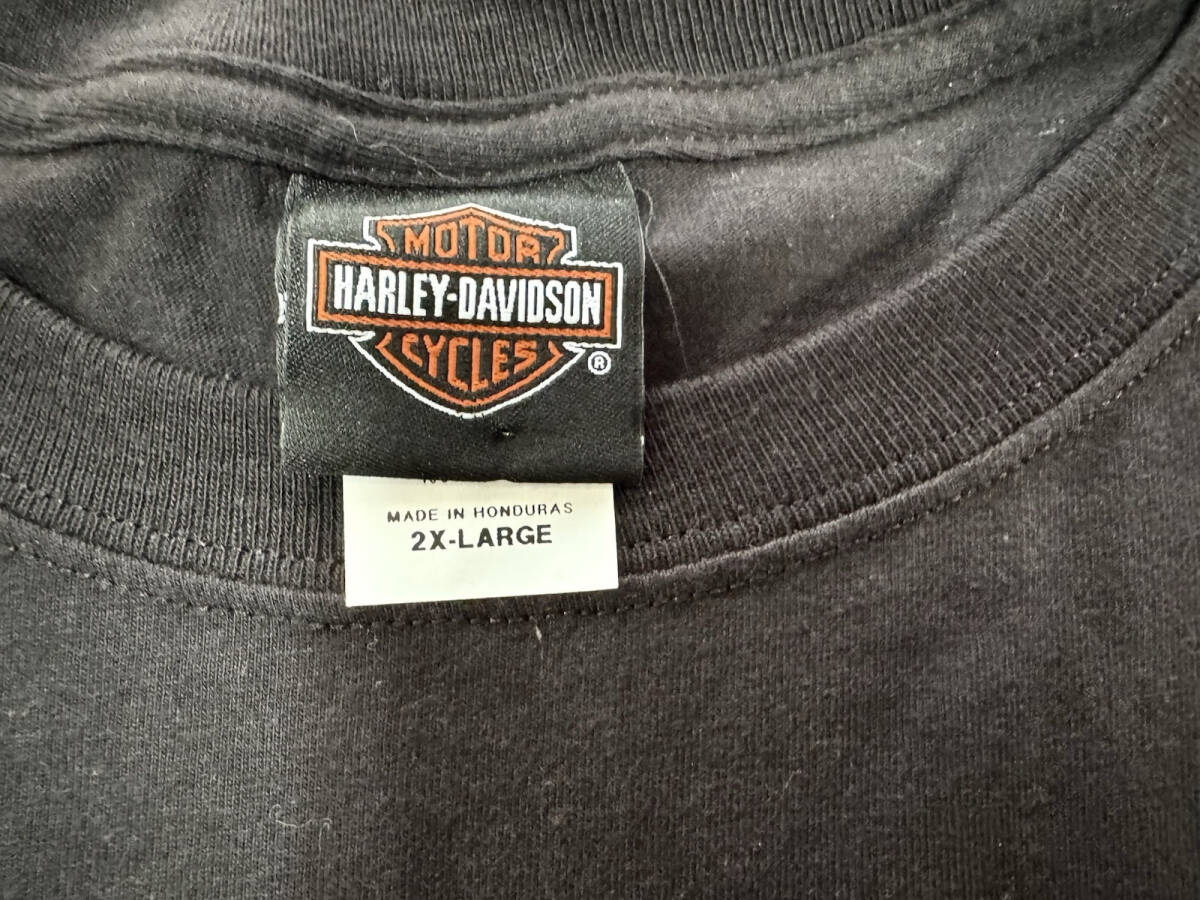 MOTOR
HARLEY-DAVIDSON
CYCLES
®
MADE IN HONDURAS
2X-LARGE